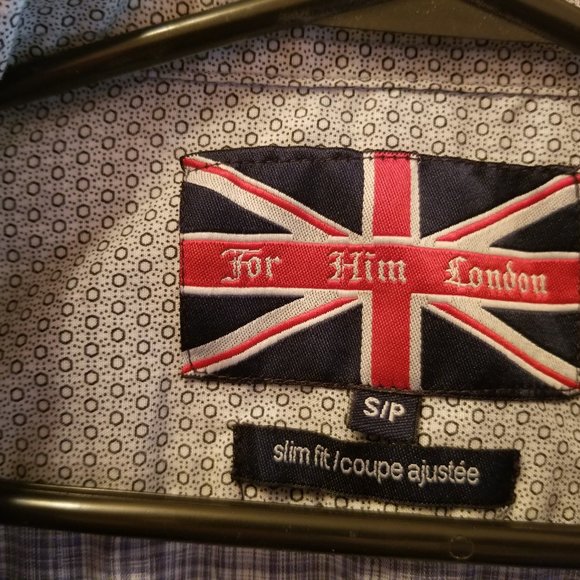 For Him London
S/P
slim fit/coupe ajustée